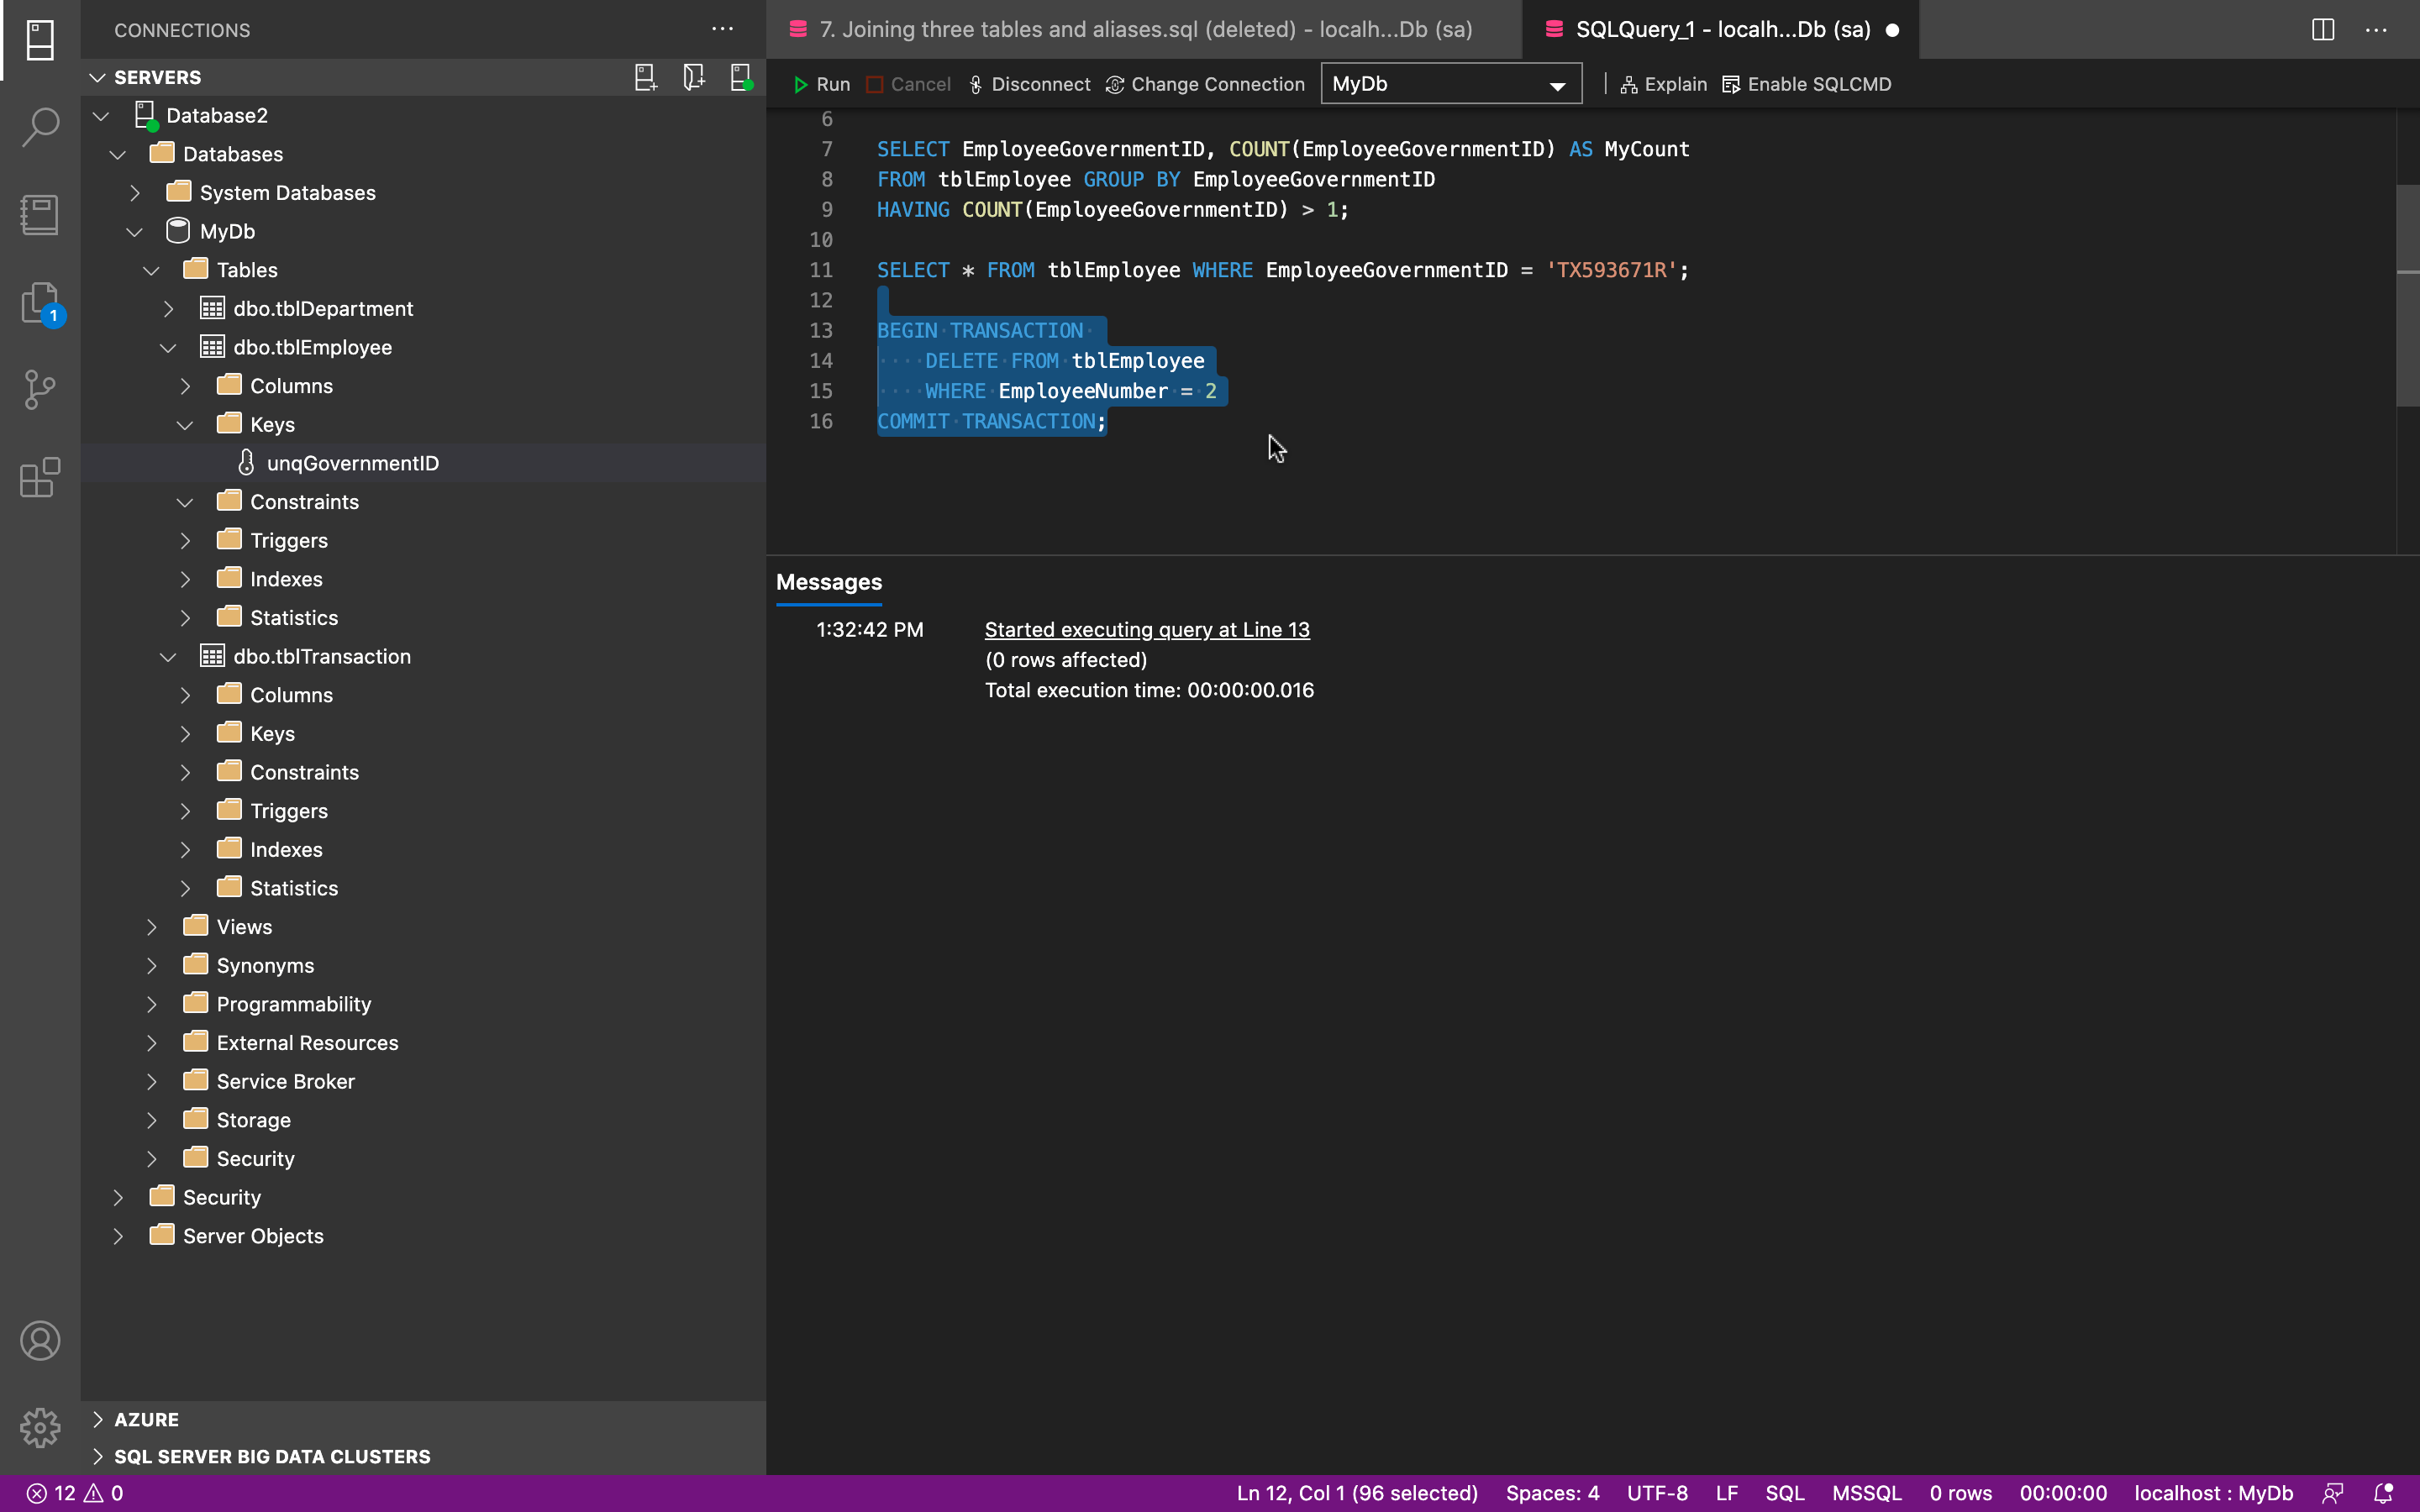 CONNECTIONS
7. Joining three tables and aliases.sql (deleted) - localh...Db (sa)
SQLQuery_1 - localh...Db (sa)
SERVERS
Run
Cancel
Disconnect
Change Connection
MyDb
Explain
Enable SQLCMD
Database2
Databases
System Databases
MyDb
Tables
dbo.tblDepartment
dbo.tblEmployee
Columns
Keys
unqGovernmentID
Constraints
Triggers
Indexes
Statistics
dbo.tblTransaction
Columns
Keys
Constraints
Triggers
Indexes
Statistics
Views
Synonyms
Programmability
External Resources
Service Broker
Storage
Security
Security
Server Objects
AZURE
SQL SERVER BIG DATA CLUSTERS
1
6
7 SELECT EmployeeGovernmentID, COUNT(EmployeeGovernmentID) AS MyCount
8 FROM tblEmployee GROUP BY EmployeeGovernmentID
9 HAVING COUNT(EmployeeGovernmentID) > 1;
10
11 SELECT * FROM tblEmployee WHERE EmployeeGovernmentID = 'TX593671R';
12
13 BEGIN TRANSACTION
14 DELETE FROM tblEmployee
15 WHERE EmployeeNumber = 2
16 COMMIT TRANSACTION;
Messages
1:32:42 PM Started executing query at Line 13
(0 rows affected)
Total execution time: 00:00:00.016
12 0
Ln 12, Col 1 (96 selected) Spaces: 4 UTF-8 LF SQL MSSQL 0 rows 00:00:00 localhost : MyDb